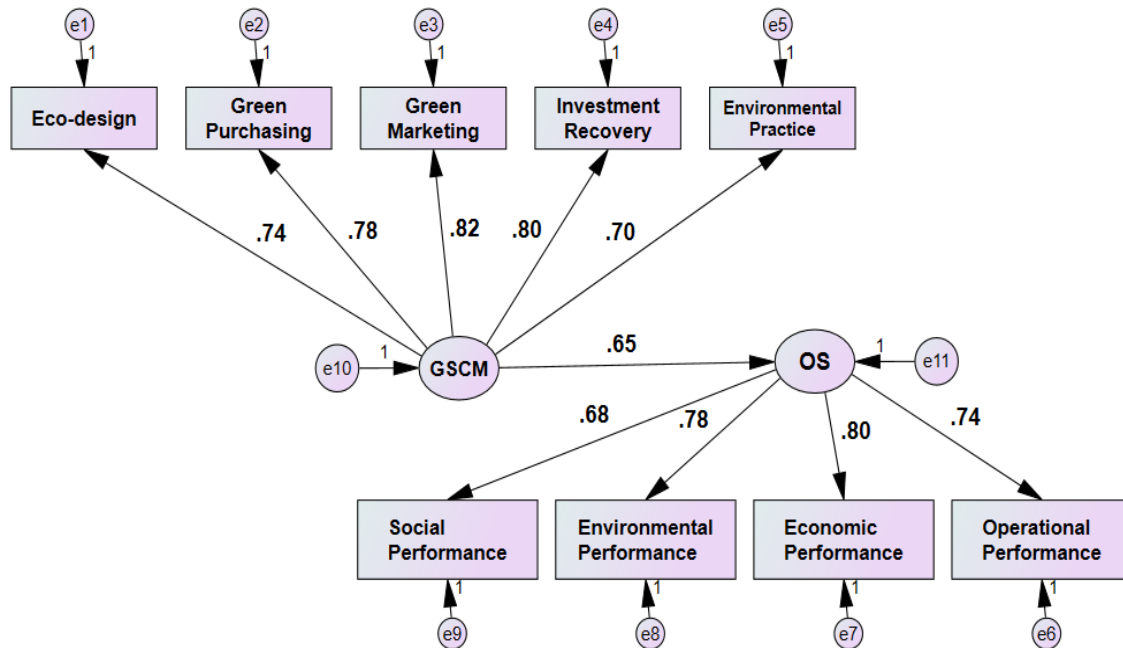 e1
e2
e3
e4
e5
1
1
1
1
1
Eco-design
Green
Purchasing
Green
Marketing
Investment
Recovery
Environmental
Practice
.74
.78
.82
.80
.70
e10
1
GSCM
.65
OS
1
e11
.68
.78
.80
.74
Social
Performance
Environmental
Performance
Economic
Performance
Operational
Performance
1
1
1
1
e9
e8
e7
e6